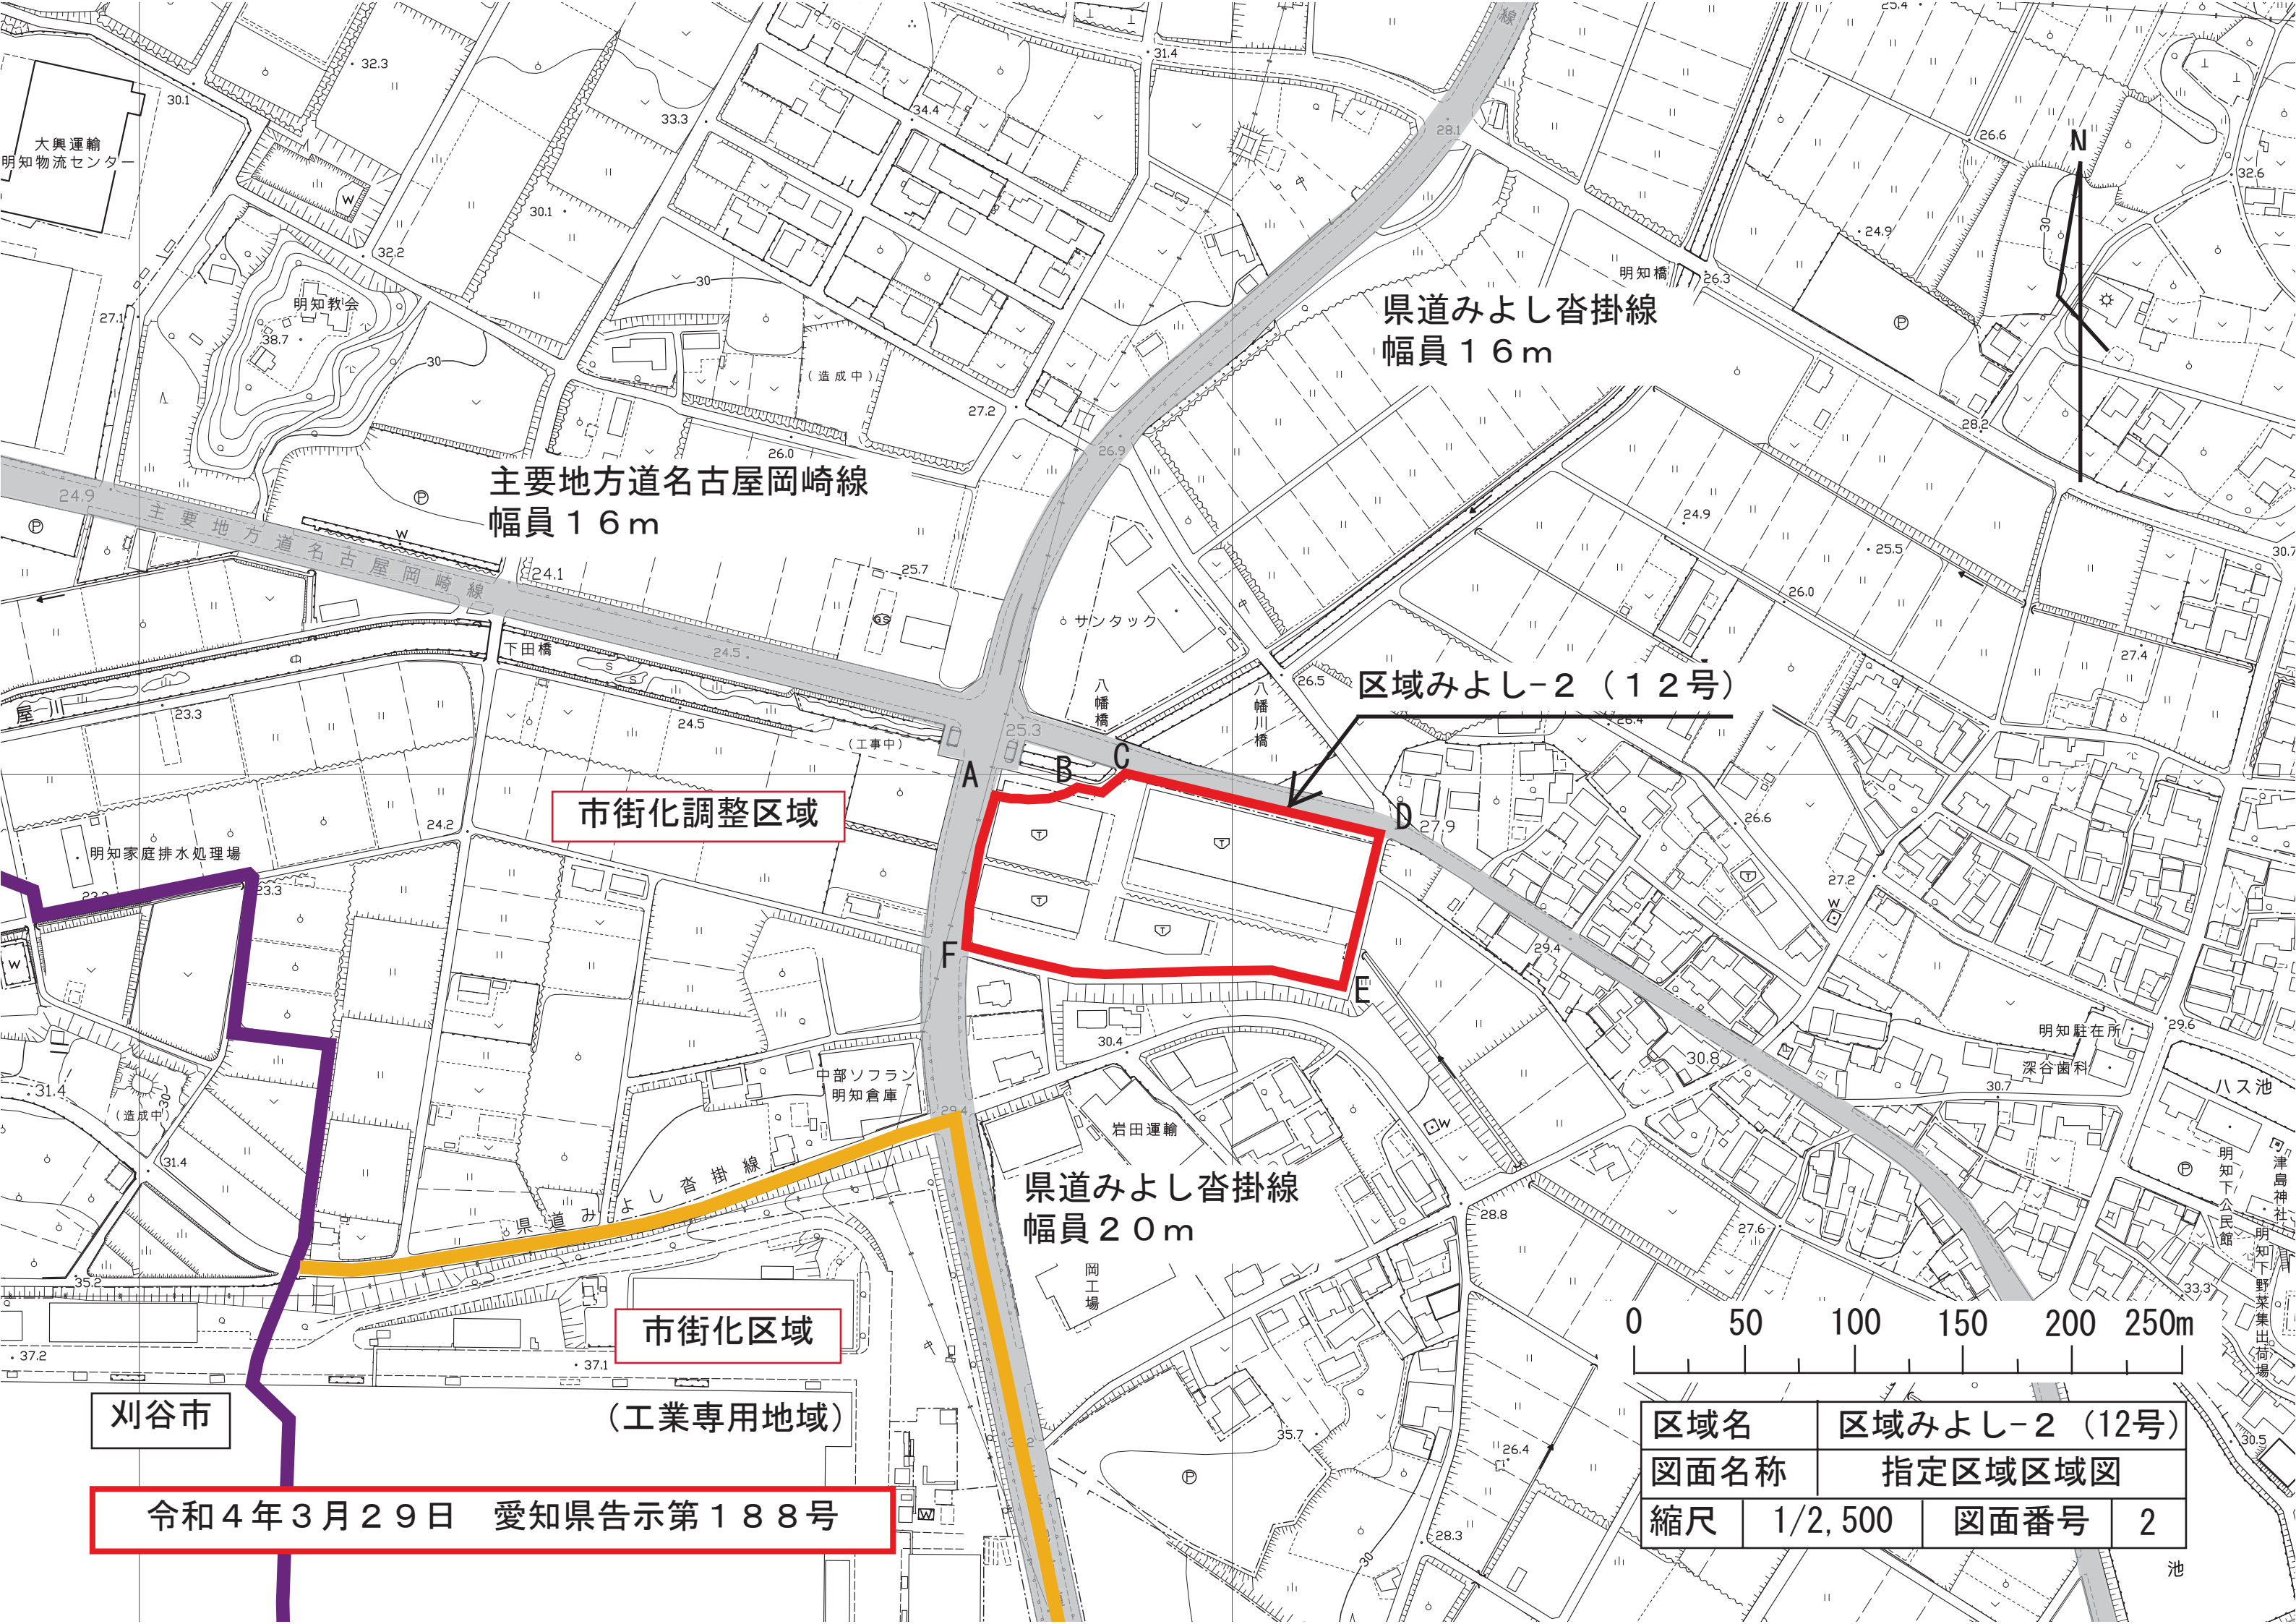 線
25.4
31.4
32.3
30.1
34.4
33.3
28.1
26.6
N
大興運輸
明知物流センター
W
30.1
32.6
30
24.9
32.2
明知橋
26.3
30
明知教会
県道みよし沓掛線
幅員16m
27.1
38.7
30
(造成中)
P
27.2
28.2
26.9
26.0
主要地方道名古屋岡崎線
幅員16m
24.9
P
P
主要地方道名古屋岡崎線
W
24.9
25.5
30.7
24.1
25.7
26.0
GS
サンタック
下田橋
24.5
S
S
27.4
26.5
区域みよし-2(12号)
八幡橋
八幡川橋
屋川
23.3
24.5
26.4
25.3
(工事中)
A
B
C
市街化調整区域
24.2
D
27.9
26.6
T
T
明知家庭排水処理場
23.3
T
T
T
27.2
W
F
29.4
W
E
明知駐在所
29.6
30.4
30.8
深谷歯科
中部ソフラン
明知倉庫
31.4
30
(造成中)
30.7
ハス池
29.4
岩田運輸
W
31.4
県道みよし沓掛線
県道みよし沓掛線
幅員20m
P
明知下公民館
津島神社
28.8
27.6
明知下野菜集出荷場
35.2
岡工場
33.3
0 50 100 150 200 250m
市街化区域
37.2
37.1
刈谷市
(工業専用地域)
区域名 区域みよし-2(12号)
35.7
26.4
30.5
図面名称 指定区域区域図
P
令和4年3月29日 愛知県告示第188号
W
縮尺 1/2,500 図面番号 2
28.3
30
池